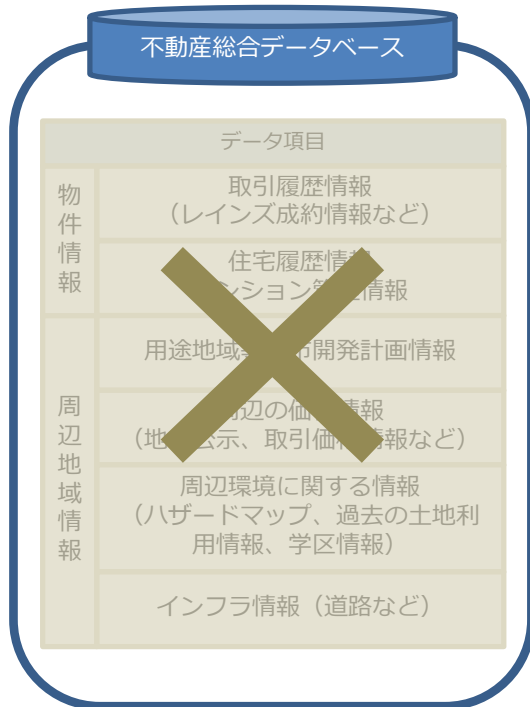 不動産総合データベース
データ項目
物件情報
取引履歴情報
(レインズ成約情報など)
住宅履歴情報
ンション管理情報
用途地域 市開発計画情報
周辺の価 情報
(地 公示、取引価 情報など)
周辺地域情報
周辺環境に関する情報
(ハザードマップ、過去の土地利
用情報、学区情報)
インフラ情報(道路など)